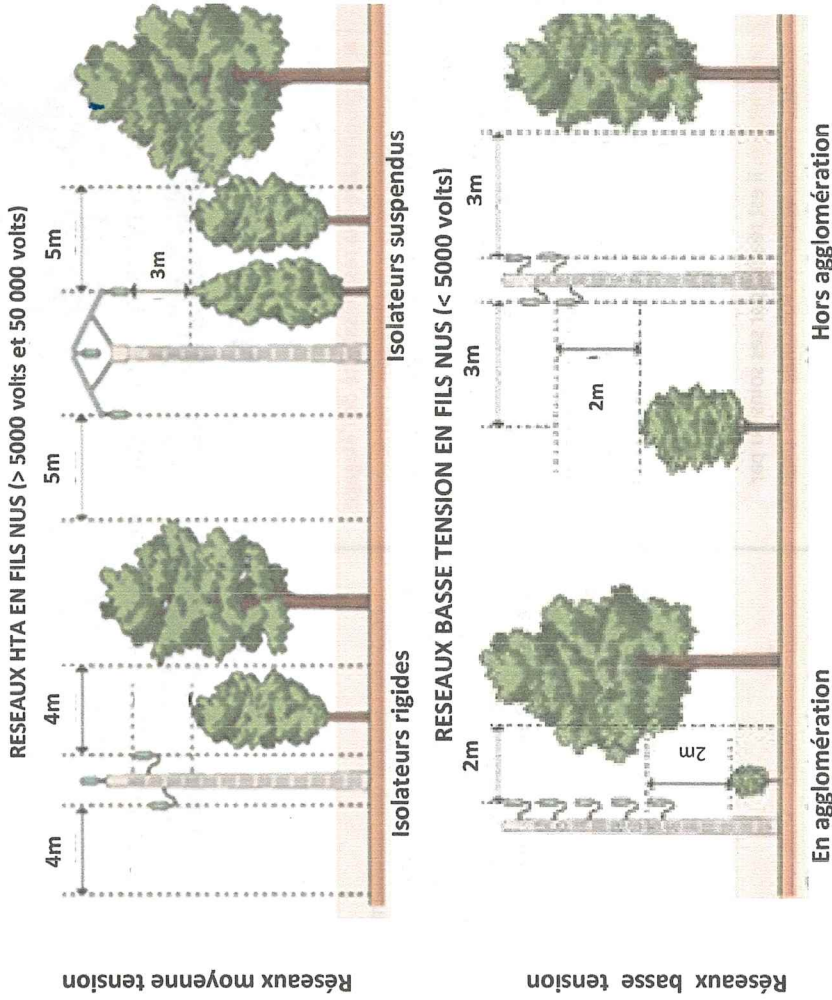 RESEAUX HTA EN FILS NUS (> 5000 volts et 50 000 volts)
Réseaux moyenne tension
4m
4m
5m
5m
3m
Isolateurs rigides
Isolateurs suspendus
RESEAUX BASSE TENSION EN FILS NUS (< 5000 volts)
Réseaux basse tension
2m
2m
3m
3m
2m
En agglomération
Hors agglomération